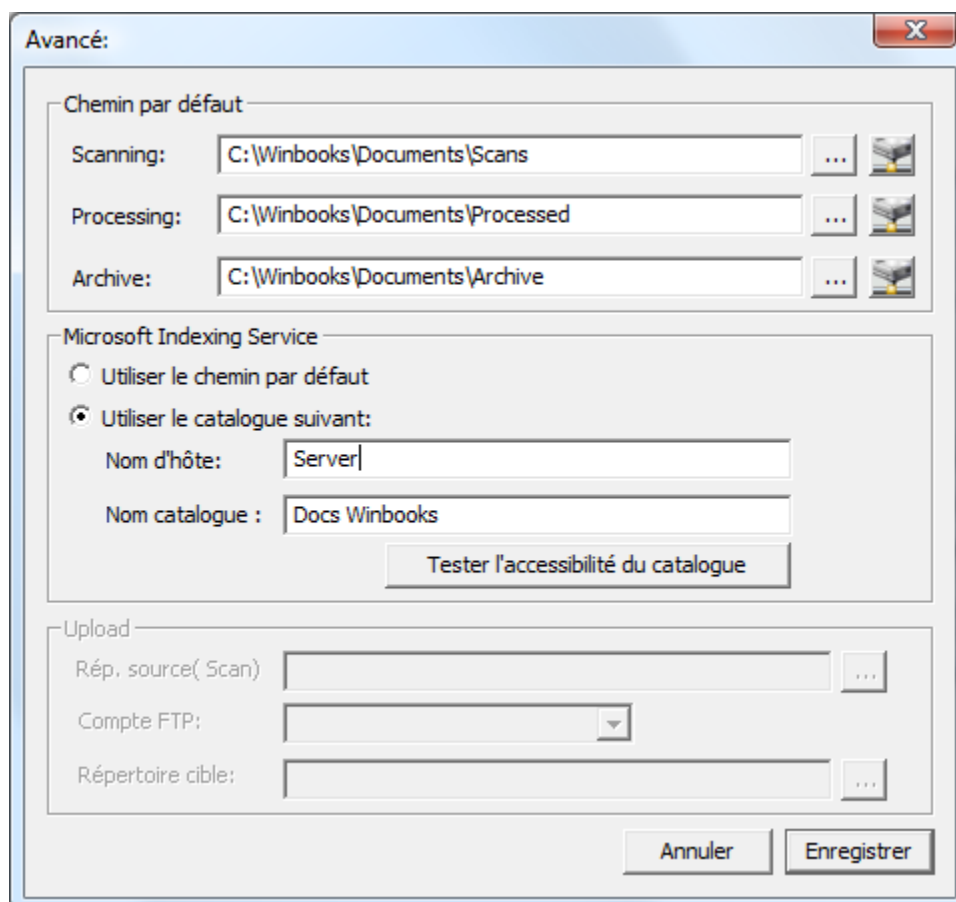 Avancé:
Chemin par défaut
Scanning: C:\Winbooks\Documents\Scans ...
Processing: C:\Winbooks\Documents\Processed ...
Archive: C:\Winbooks\Documents\Archive ...
Microsoft Indexing Service
Utiliser le chemin par défaut
Utiliser le catalogue suivant:
Nom d'hôte: Server
Nom catalogue : Docs Winbooks
Tester l'accessibilité du catalogue
Upload
Rép. source( Scan) ...
Compte FTP:
Répertoire cible: ...
Annuler Enregistrer